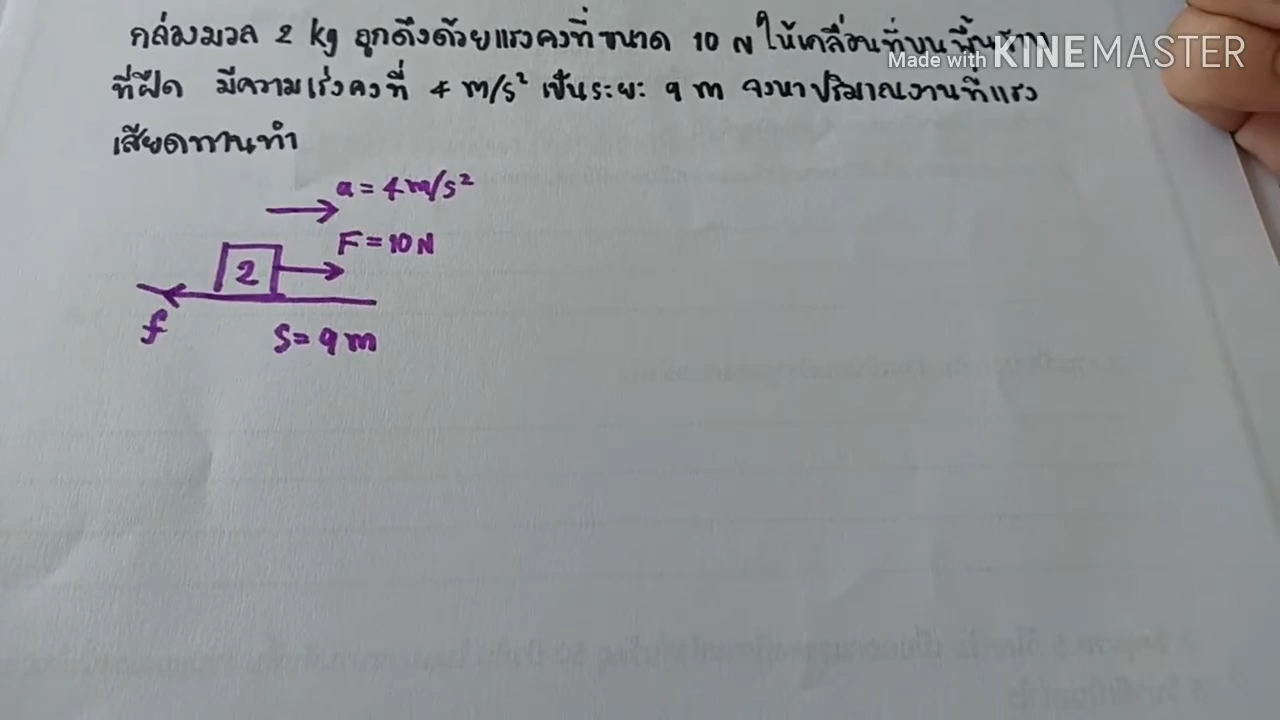 กล่องมวล 2 kg ถูกดึงด้วยแรงคงที่ขนาด 10 N ให้เคลื่อนที่บนพื้น
Made with KINEMASTER
ที่ฝืด มีความเร่งคงที่ 4 m/s² เป็นระยะ 9 m จงหาปริมาณงานที่แรง
เสียดทานทำ
a = 4 m/s²
F = 10 N
2
f
S = 9 m